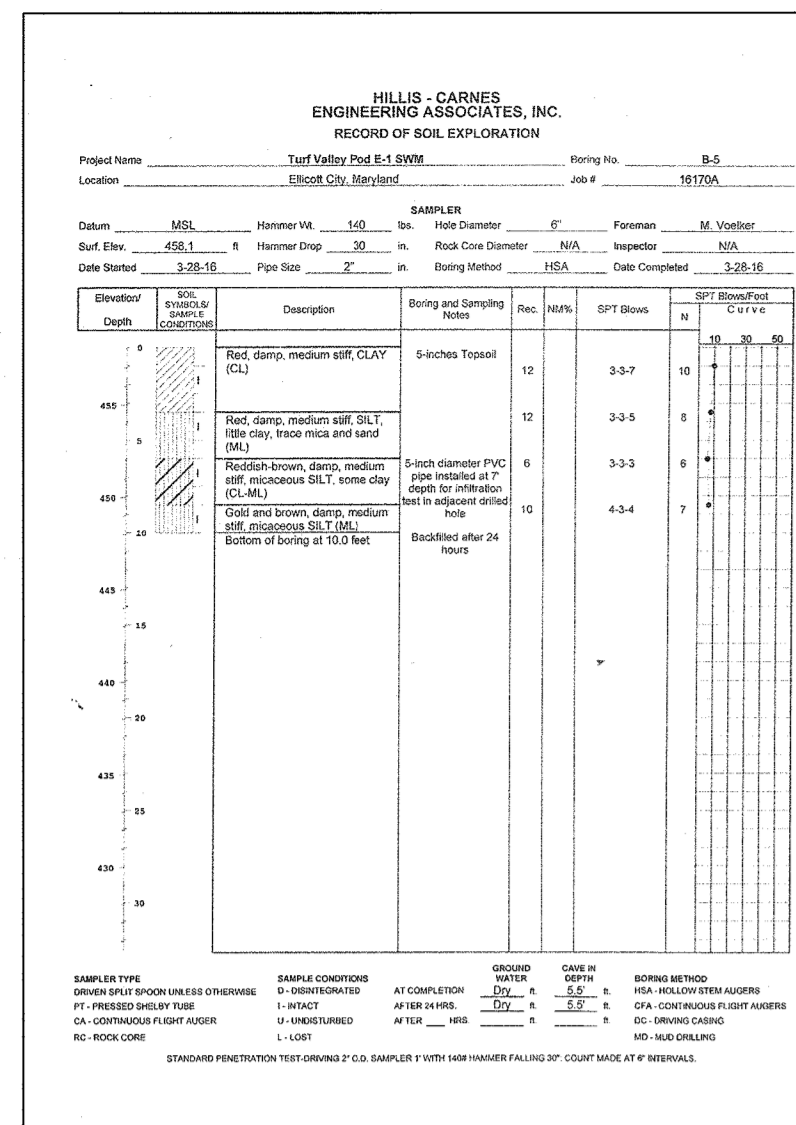 HILLIS - CARNES
ENGINEERING ASSOCIATES, INC.
RECORD OF SOIL EXPLORATION
Project Name Turf Valley Pod E-1 SWM Boring No. B-5
Location Ellicott City, Maryland Job # 16170A
SAMPLER
Datum MSL Hammer Wt. 140 lbs. Hole Diameter 6" Foreman M. Voelker
Surf. Elev. 458.1 ft Hammer Drop 30 in. Rock Core Diameter N/A Inspector N/A
Date Started 3-28-16 Pipe Size 2" in. Boring Method HSA Date Completed 3-28-16
Elevation/
Depth
SOIL
SYMBOLS/
SAMPLE
CONDITIONS
Description
Boring and Sampling
Notes
Rec.
NM%
SPT Blows
SPT Blows/Foot
N
Curve
10 30 50
0
Red, damp, medium stiff, CLAY
(CL)
5-inches Topsoil
I
12 3-3-7 10
455
Red, damp, medium stiff, SILT,
little clay, trace mica and sand
(ML)
I
12 3-3-5 8
5
Reddish-brown, damp, medium
stiff, micaceous SILT, some clay
(CL-ML)
5-inch diameter PVC
pipe installed at 7'
depth for infiltration
test in adjacent drilled
hole
I
6 3-3-3 6
450
Gold and brown, damp, medium
stiff, micaceous SILT (ML)
I
10 4-3-4 7
10
Bottom of boring at 10.0 feet
Backfilled after 24
hours
445
15
440
20
435
25
430
30
SAMPLER TYPE
DRIVEN SPLIT SPOON UNLESS OTHERWISE
PT - PRESSED SHELBY TUBE
CA - CONTINUOUS FLIGHT AUGER
RC - ROCK CORE
SAMPLE CONDITIONS
D - DISINTEGRATED
I - INTACT
U - UNDISTURBED
L - LOST
GROUND
WATER
CAVE IN
DEPTH
AT COMPLETION Dry ft. 5.5' ft.
AFTER 24 HRS. Dry ft. 5.5' ft.
AFTER ____ HRS. ft. ft.
BORING METHOD
HSA - HOLLOW STEM AUGERS
CFA - CONTINUOUS FLIGHT AUGERS
DC - DRIVING CASING
MD - MUD DRILLING
STANDARD PENETRATION TEST-DRIVING 2" O.D. SAMPLER 1' WITH 140# HAMMER FALLING 30": COUNT MADE AT 6" INTERVALS.